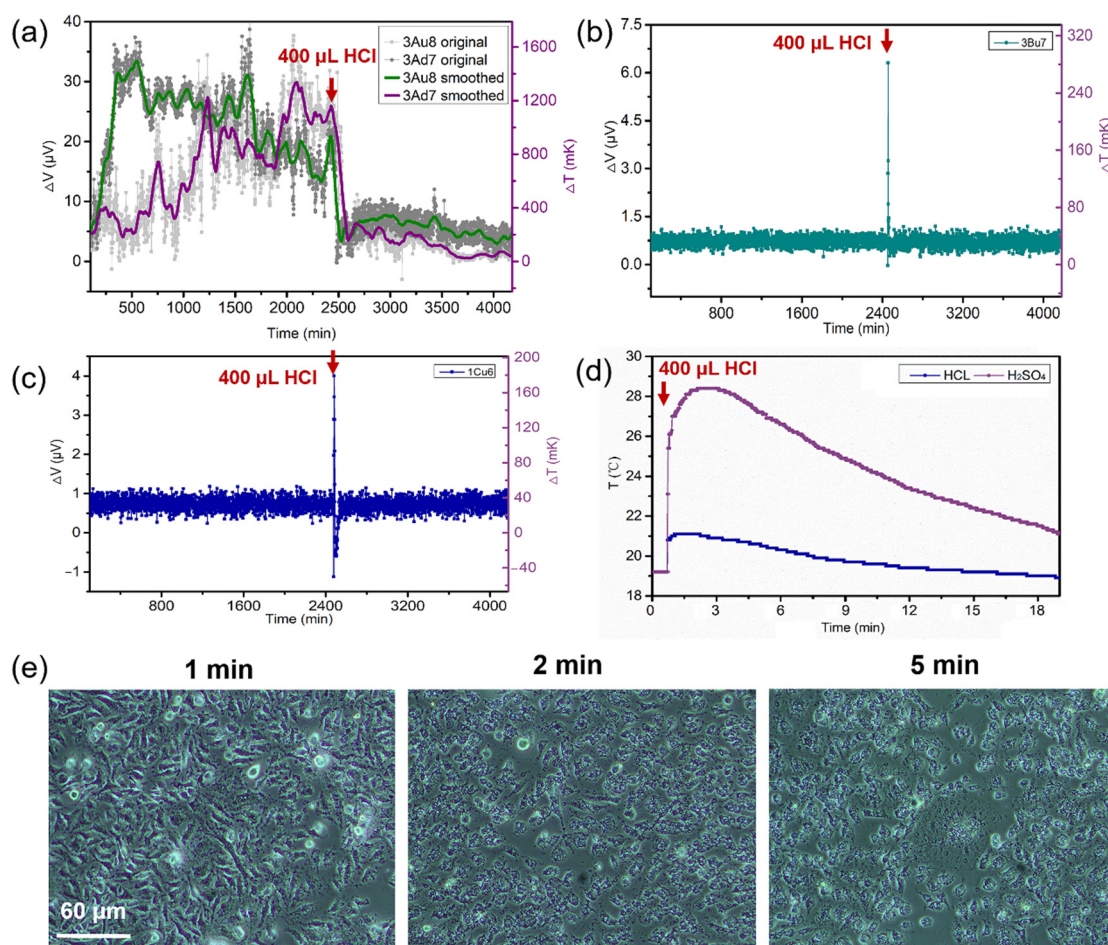 (a)
40
30
20
10
0
ΔV (μV)
1600
1200
800
400
0
ΔT (mK)
3Au8 original
3Ad7 original
3Au8 smoothed
3Ad7 smoothed
400 μL HCl
500 1000 1500 2000 2500 3000 3500 4000
Time (min)
(b)
7.5
6.0
4.5
3.0
1.5
0.0
ΔV (μV)
320
240
160
80
0
ΔT (mK)
400 μL HCl
3Bu7
800 1600 2400 3200 4000
Time (min)
(c)
4
3
2
1
0
−1
ΔV (μV)
200
160
120
80
40
0
−40
ΔT (mK)
400 μL HCl
1Cu6
800 1600 2400 3200 4000
Time (min)
(d)
30
28
26
24
22
20
18
T (℃)
400 μL HCl
HCL H₂SO₄
0 3 6 9 12 15 18
Time (min)
(e)
1 min 2 min 5 min
60 μm